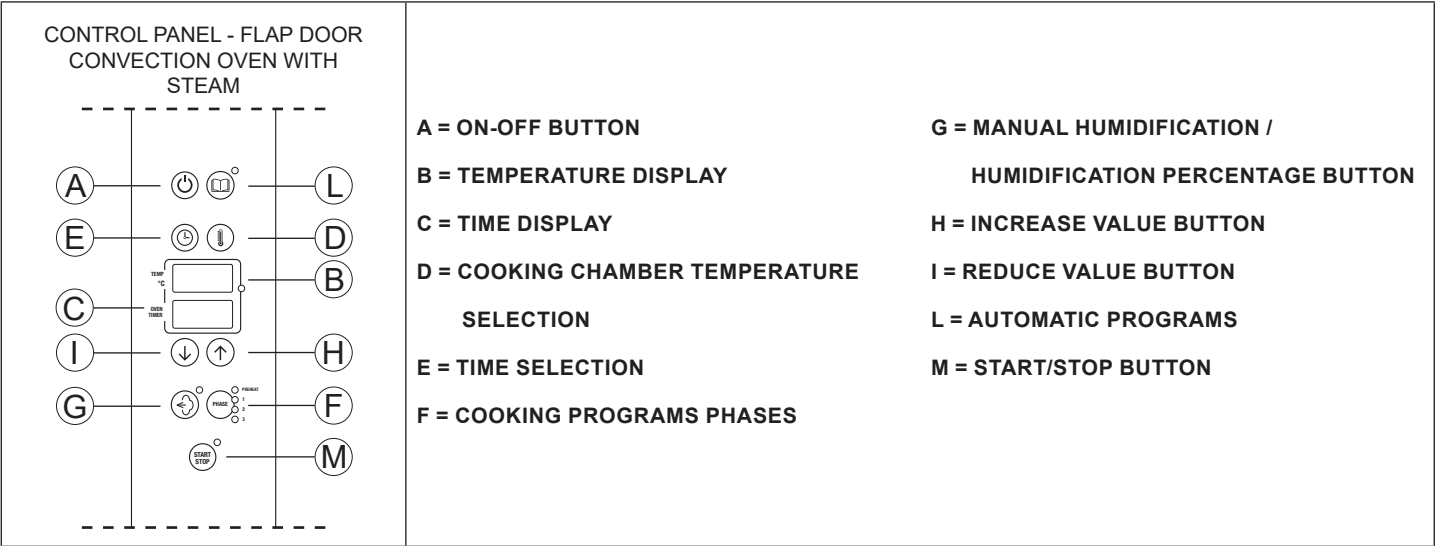 CONTROL PANEL - FLAP DOOR
CONVECTION OVEN WITH
STEAM
A
L
E
D
TEMP
°C
B
C
OVEN
TIMER
I
H
G
PHASE
PREHEAT
1
2
3
F
START
STOP
M
A = ON-OFF BUTTON
B = TEMPERATURE DISPLAY
C = TIME DISPLAY
D = COOKING CHAMBER TEMPERATURE
SELECTION
E = TIME SELECTION
F = COOKING PROGRAMS PHASES
G = MANUAL HUMIDIFICATION /
HUMIDIFICATION PERCENTAGE BUTTON
H = INCREASE VALUE BUTTON
I = REDUCE VALUE BUTTON
L = AUTOMATIC PROGRAMS
M = START/STOP BUTTON